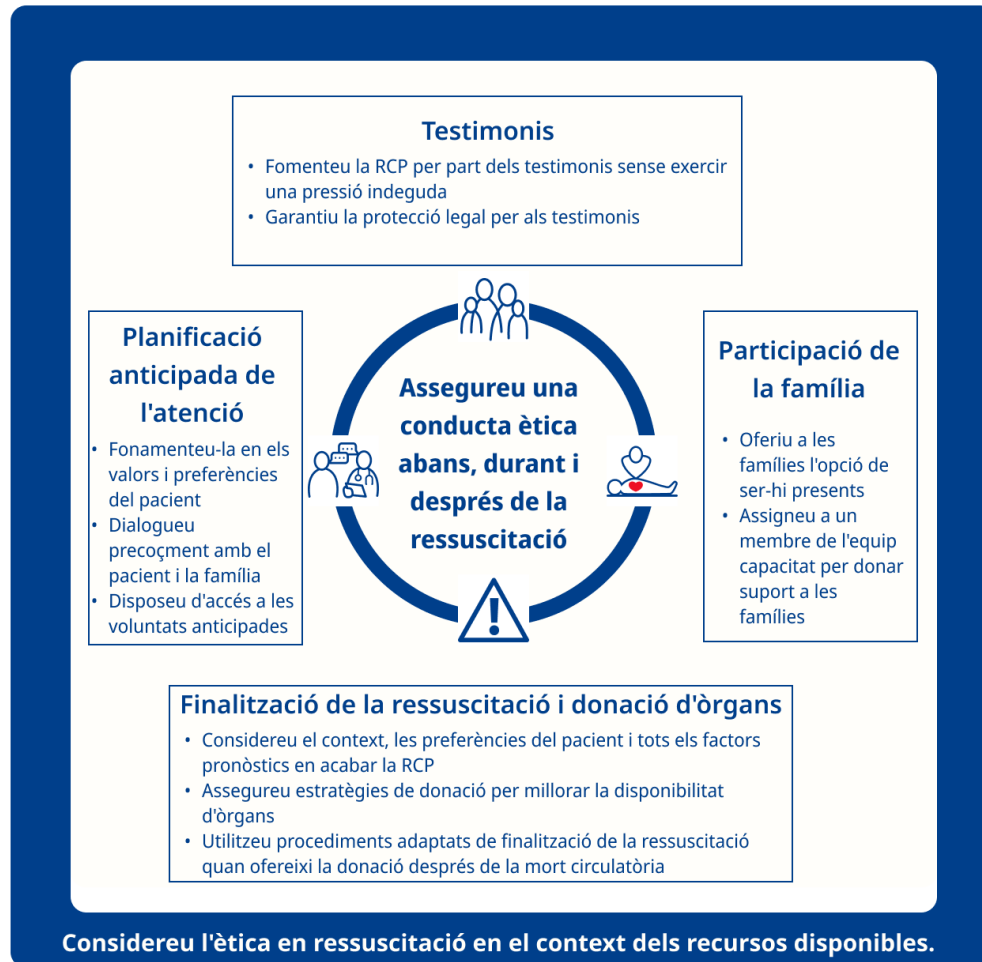 Testimonis
• Fomenteu la RCP per part dels testimonis sense exercir
una pressió indeguda
• Garantiu la protecció legal per als testimonis
Planificació
anticipada de
l'atenció
• Fonamenteu-la en els
valors i preferències
del pacient
• Dialogueu
precoçment amb el
pacient i la família
• Disposeu d'accés a les
voluntats anticipades
Assegureu una
conducta ètica
abans, durant i
després de la
ressuscitació
Participació de
la família
• Oferiu a les
famílies l'opció de
ser-hi presents
• Assigneu a un
membre de l'equip
capacitat per donar
suport a les
famílies
Finalització de la ressuscitació i donació d'òrgans
• Considereu el context, les preferències del pacient i tots els factors
pronòstics en acabar la RCP
• Assegureu estratègies de donació per millorar la disponibilitat
d'òrgans
• Utilitzeu procediments adaptats de finalització de la ressuscitació
quan ofereixi la donació després de la mort circulatòria
Considereu l'ètica en ressuscitació en el context dels recursos disponibles.